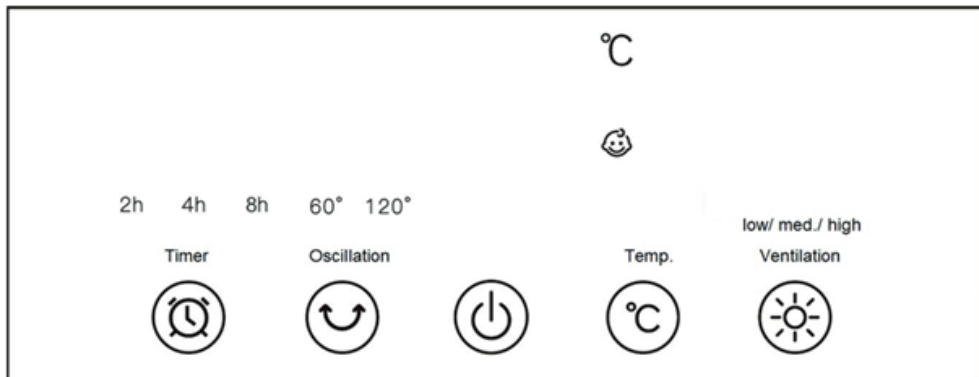 ℃
2h 4h 8h 60° 120°
low/ med./ high
Timer Oscillation Temp. Ventilation
℃